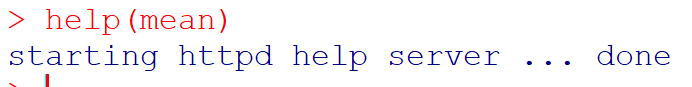 > help(mean)
starting httpd help server ... done
>